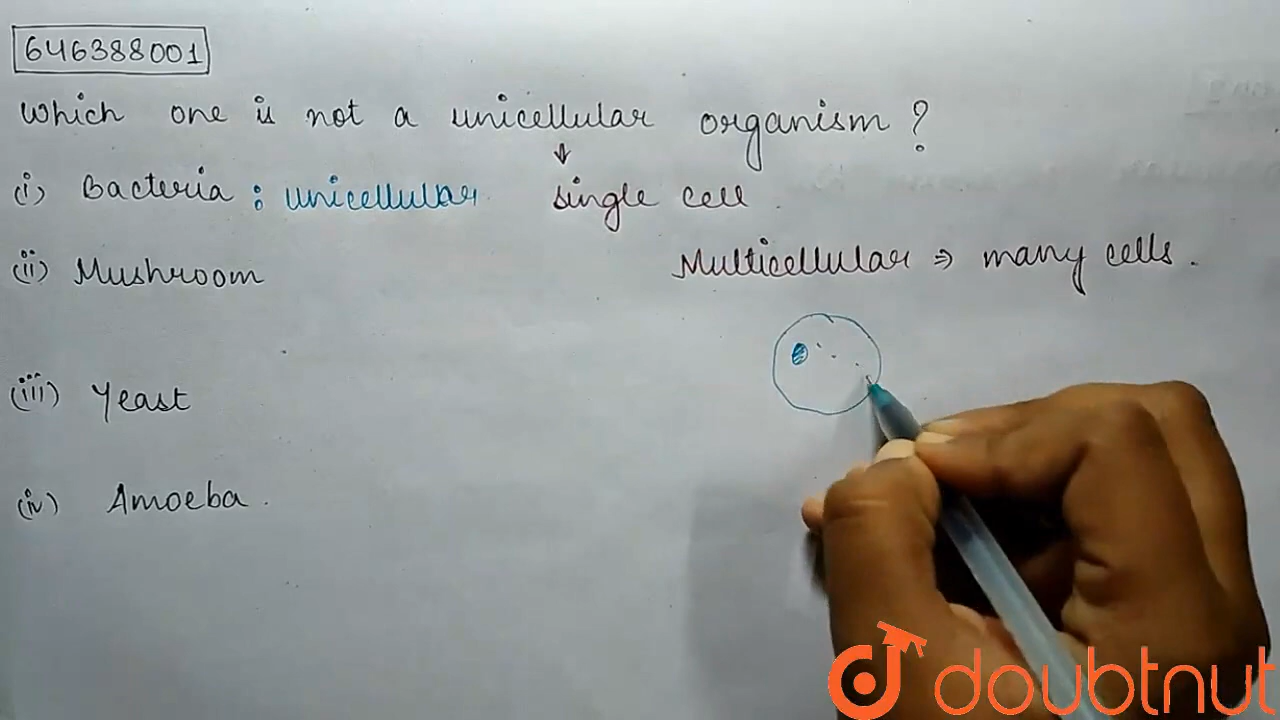 646388001
Which one is not a unicellular organism ?
(i) Bacteria : unicellular single cell .
(ii) Mushroom Multicellular ⇒ many cells .
(iii) Yeast
(iv) Amoeba .
doubtnut